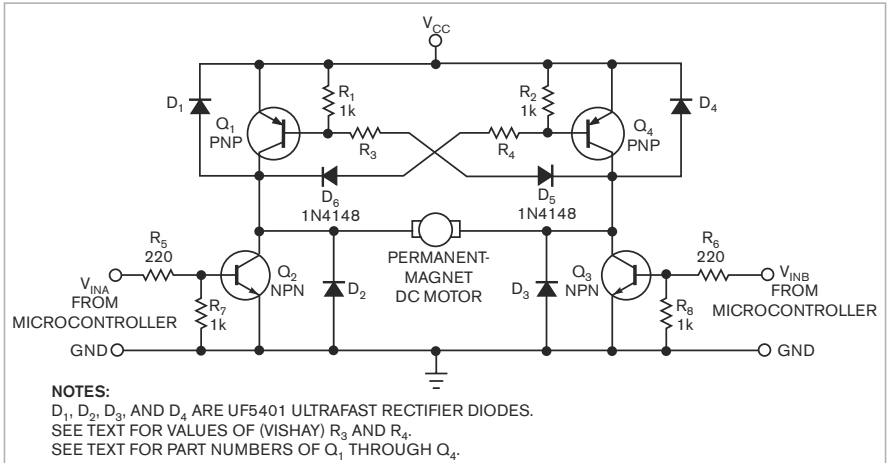 V_CC
R_1
1k
R_2
1k
D_1
D_4
Q_1
PNP
Q_4
PNP
R_3
R_4
D_6
1N4148
D_5
1N4148
R_5
220
R_6
220
V_INA
FROM
MICROCONTROLLER
Q_2
NPN
D_2
PERMANENT-
MAGNET
DC MOTOR
D_3
Q_3
NPN
V_INB
FROM
MICROCONTROLLER
R_7
1k
R_8
1k
GND
GND
NOTES:
D_1, D_2, D_3, AND D_4 ARE UF5401 ULTRAFAST RECTIFIER DIODES.
SEE TEXT FOR VALUES OF (VISHAY) R_3 AND R_4.
SEE TEXT FOR PART NUMBERS OF Q_1 THROUGH Q_4.